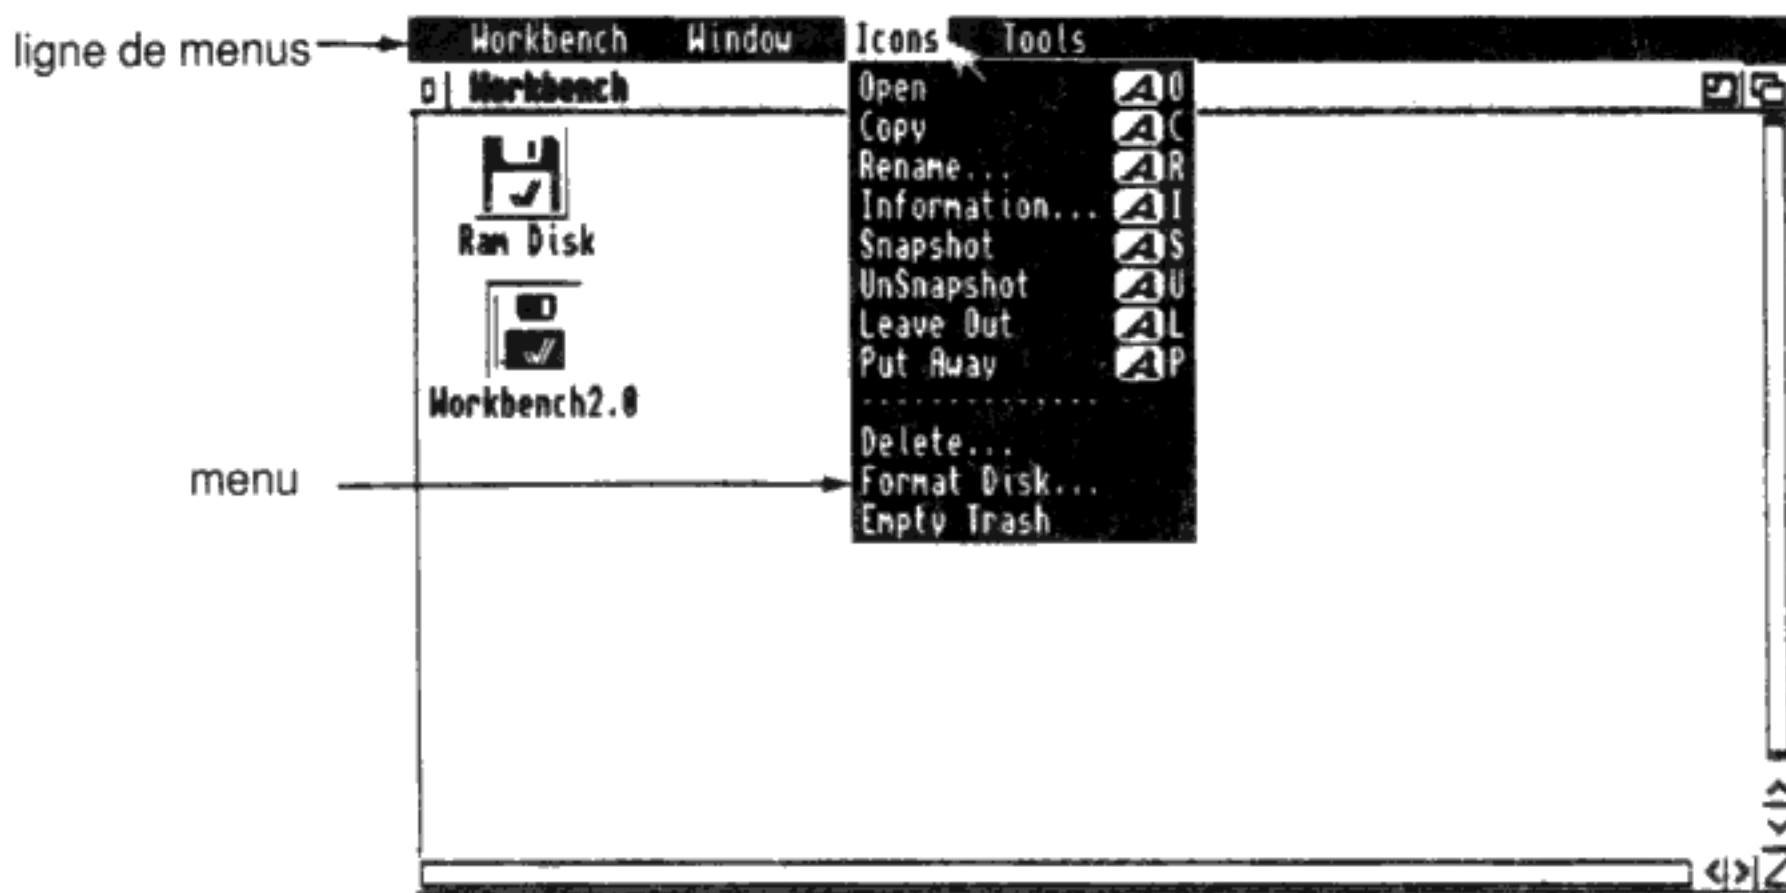 ligne de menus
Workbench Window Icons Tools
Workbench
Open A O
Copy A C
Rename... A R
Information... A I
Snapshot A S
UnSnapshot A U
Leave Out A L
Put Away A P
Delete...
Format Disk...
Empty Trash
Ram Disk
Workbench2.0
menu